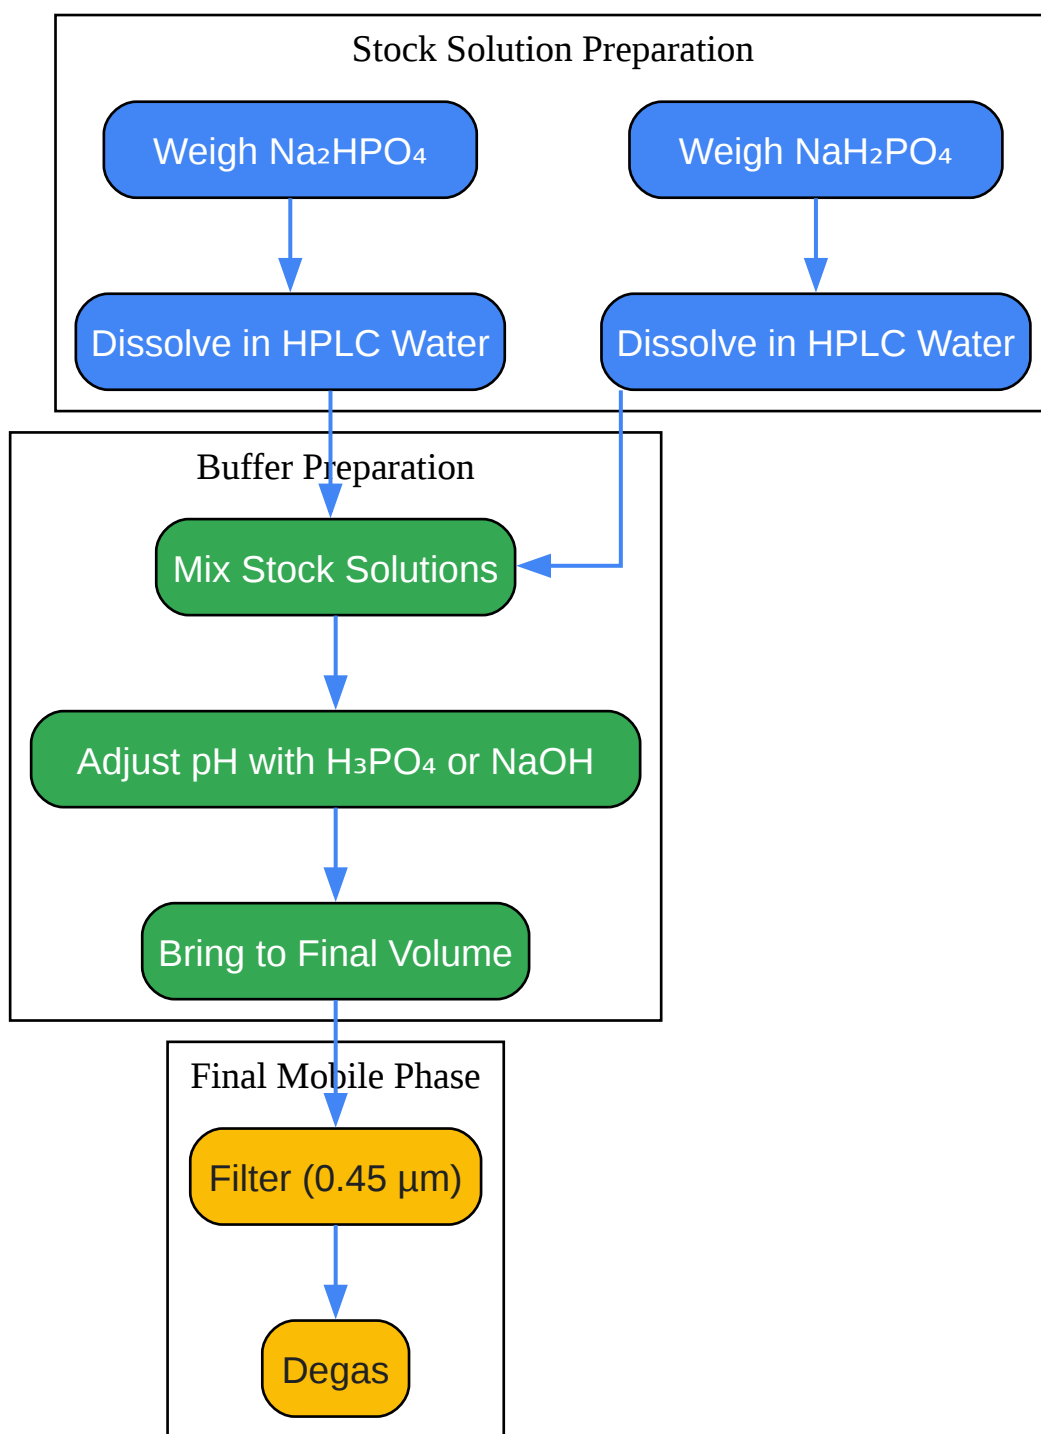 Stock Solution Preparation
Weigh Na₂HPO₄
Weigh NaH₂PO₄
Dissolve in HPLC Water
Dissolve in HPLC Water
Buffer Preparation
Mix Stock Solutions
Adjust pH with H₃PO₄ or NaOH
Bring to Final Volume
Final Mobile Phase
Filter (0.45 µm)
Degas